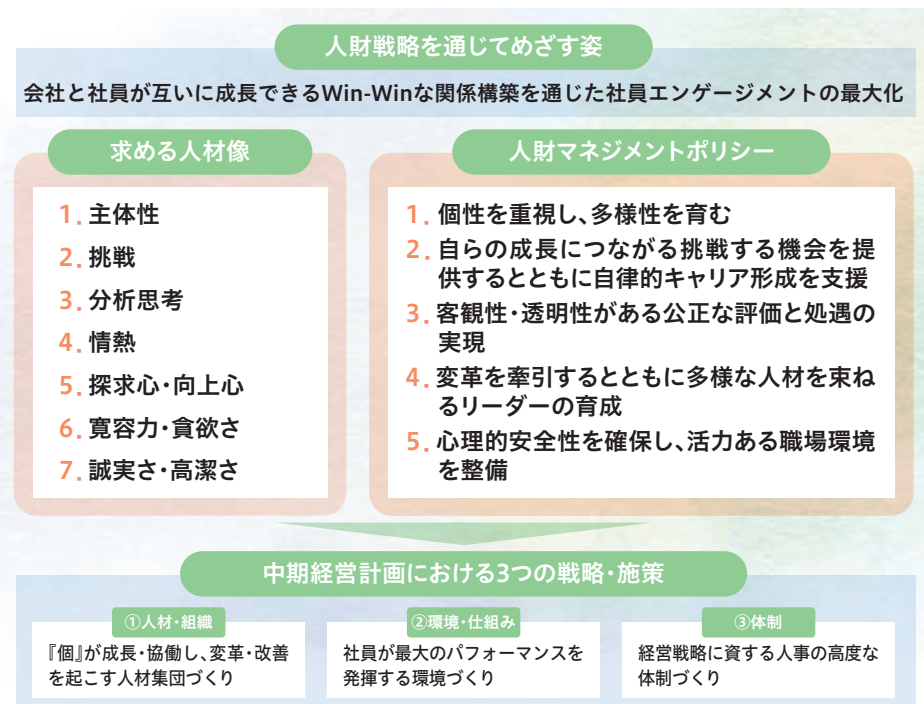 人財戦略を通じてめざす姿
会社と社員が互いに成長できるWin-Winな関係構築を通じた社員エンゲージメントの最大化
求める人材像
1. 主体性
2. 挑戦
3. 分析思考
4. 情熱
5. 探求心・向上心
6. 寛容力・貪欲さ
7. 誠実さ・高潔さ
人財マネジメントポリシー
1. 個性を重視し、多様性を育む
2. 自らの成長につながる挑戦する機会を提
供するとともに自律的キャリア形成を支援
3. 客観性・透明性がある公正な評価と処遇の
実現
4. 変革を牽引するとともに多様な人材を束ね
るリーダーの育成
5. 心理的安全性を確保し、活力ある職場環境
を整備
中期経営計画における3つの戦略・施策
①人材・組織
『個』が成長・協働し、変革・改善
を起こす人材集団づくり
②環境・仕組み
社員が最大のパフォーマンスを
発揮する環境づくり
③体制
経営戦略に資する人事の高度な
体制づくり